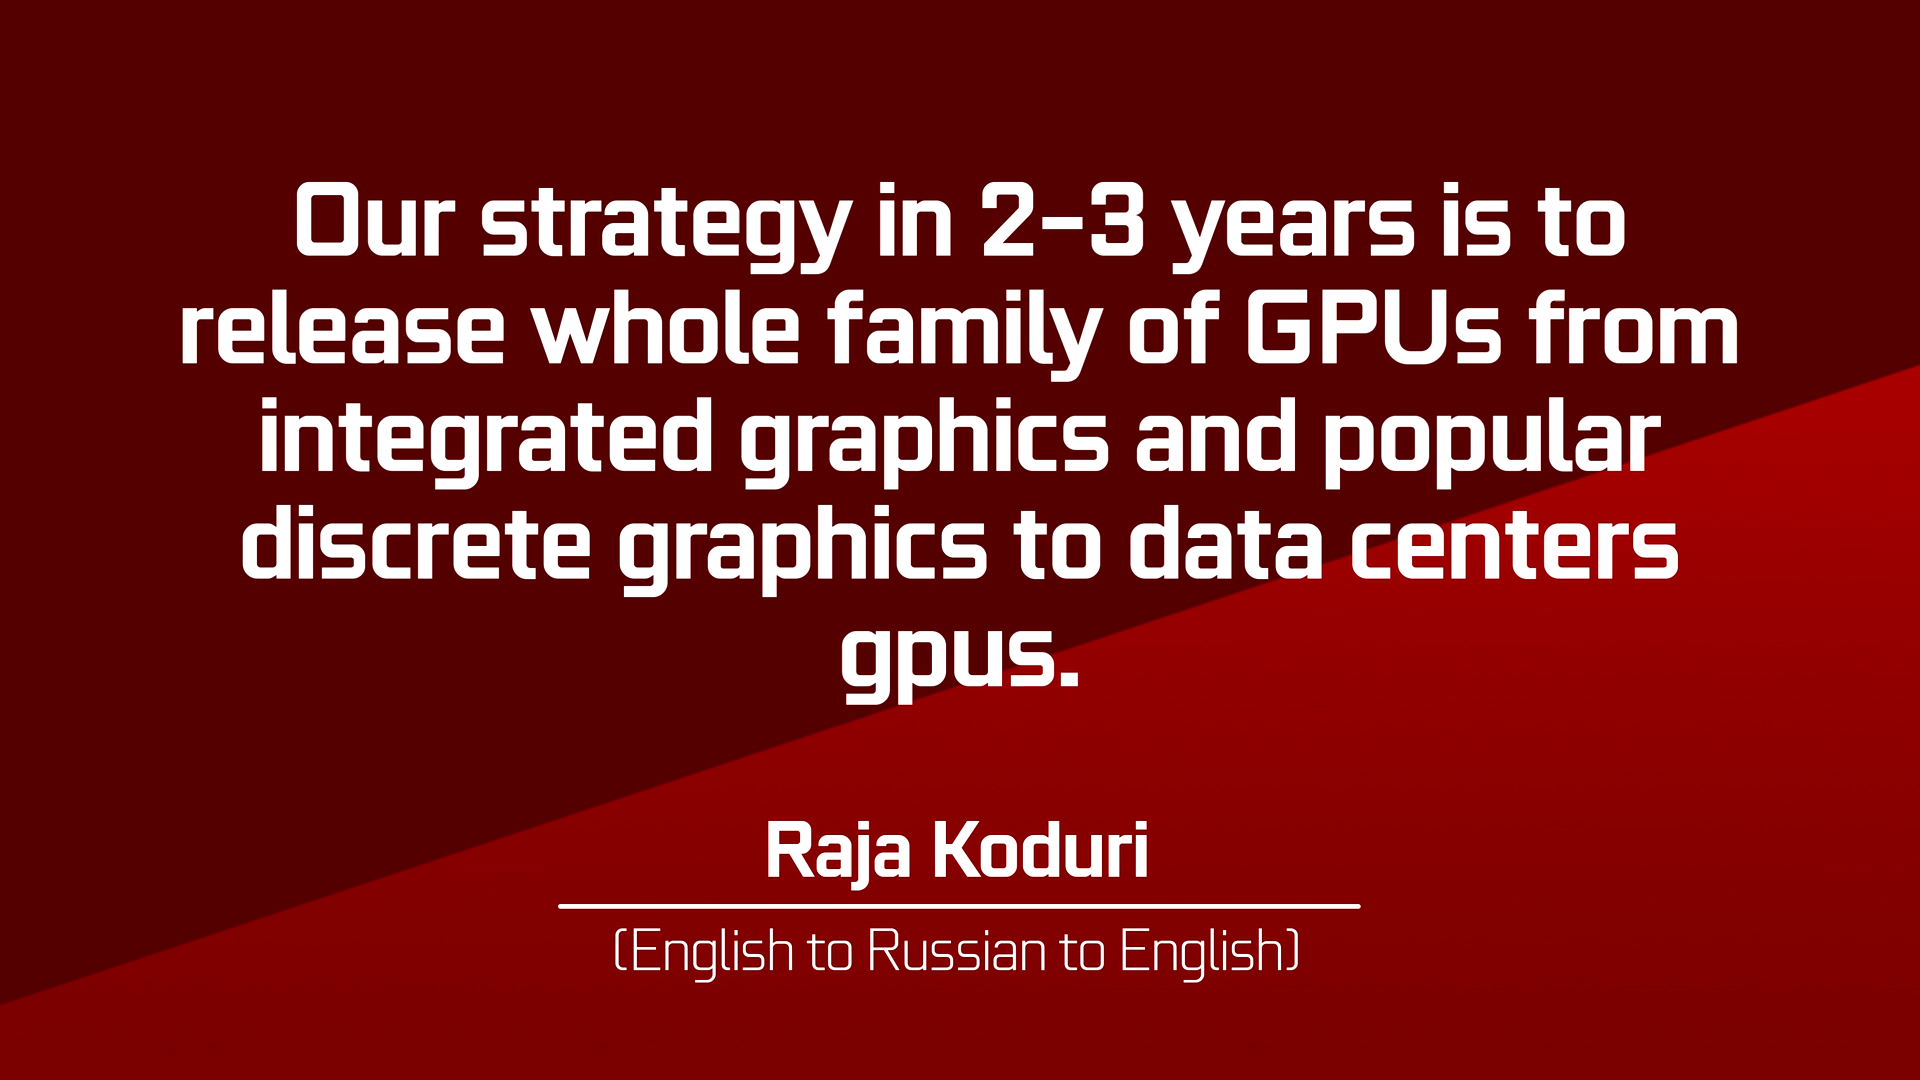 Our strategy in 2-3 years is to
release whole family of GPUs from
integrated graphics and popular
discrete graphics to data centers
gpus.
Raja Koduri
(English to Russian to English)